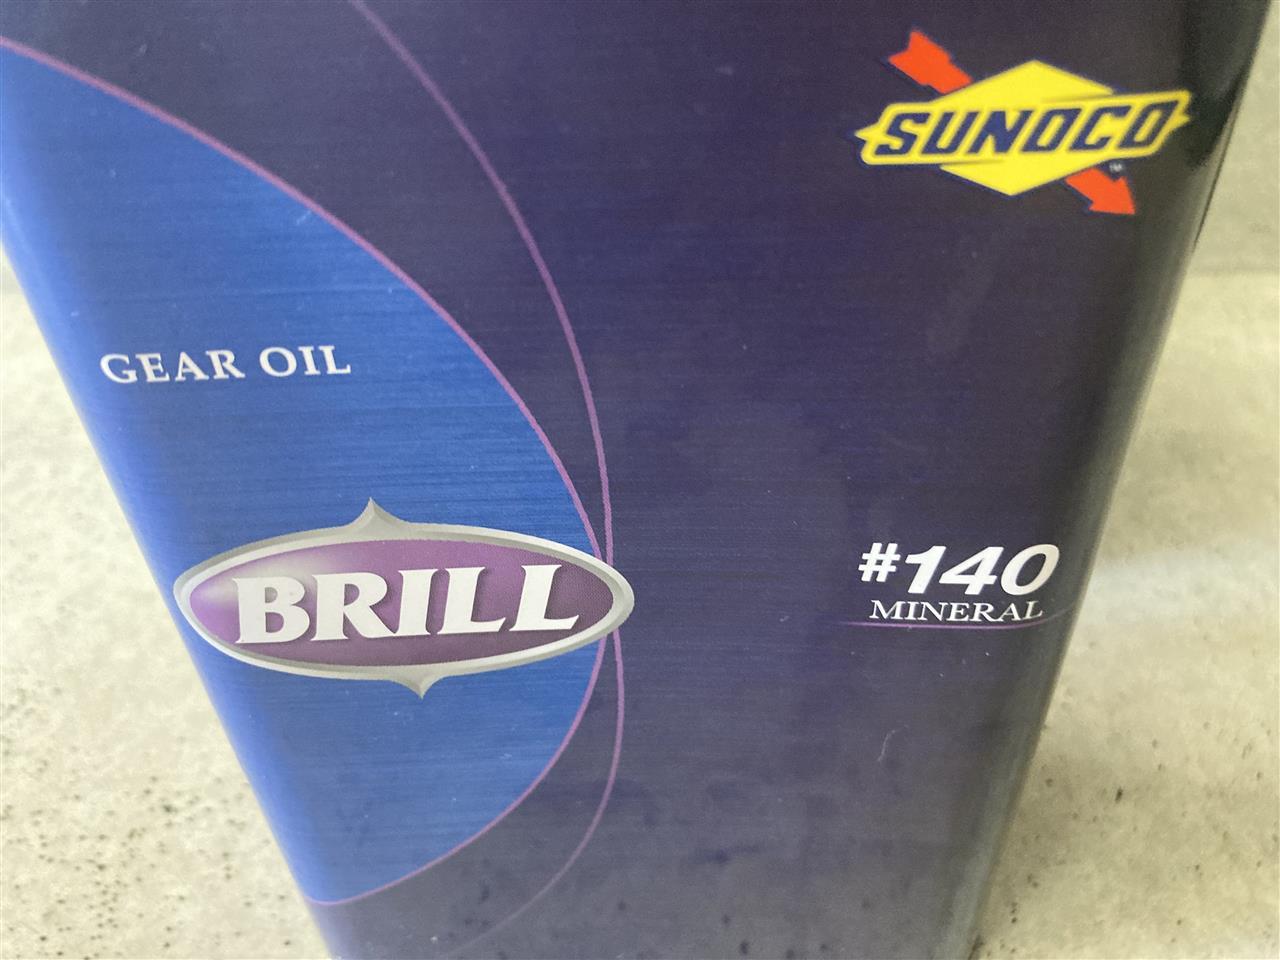 SUNOCO
GEAR OIL
BRILL
#140
MINERAL